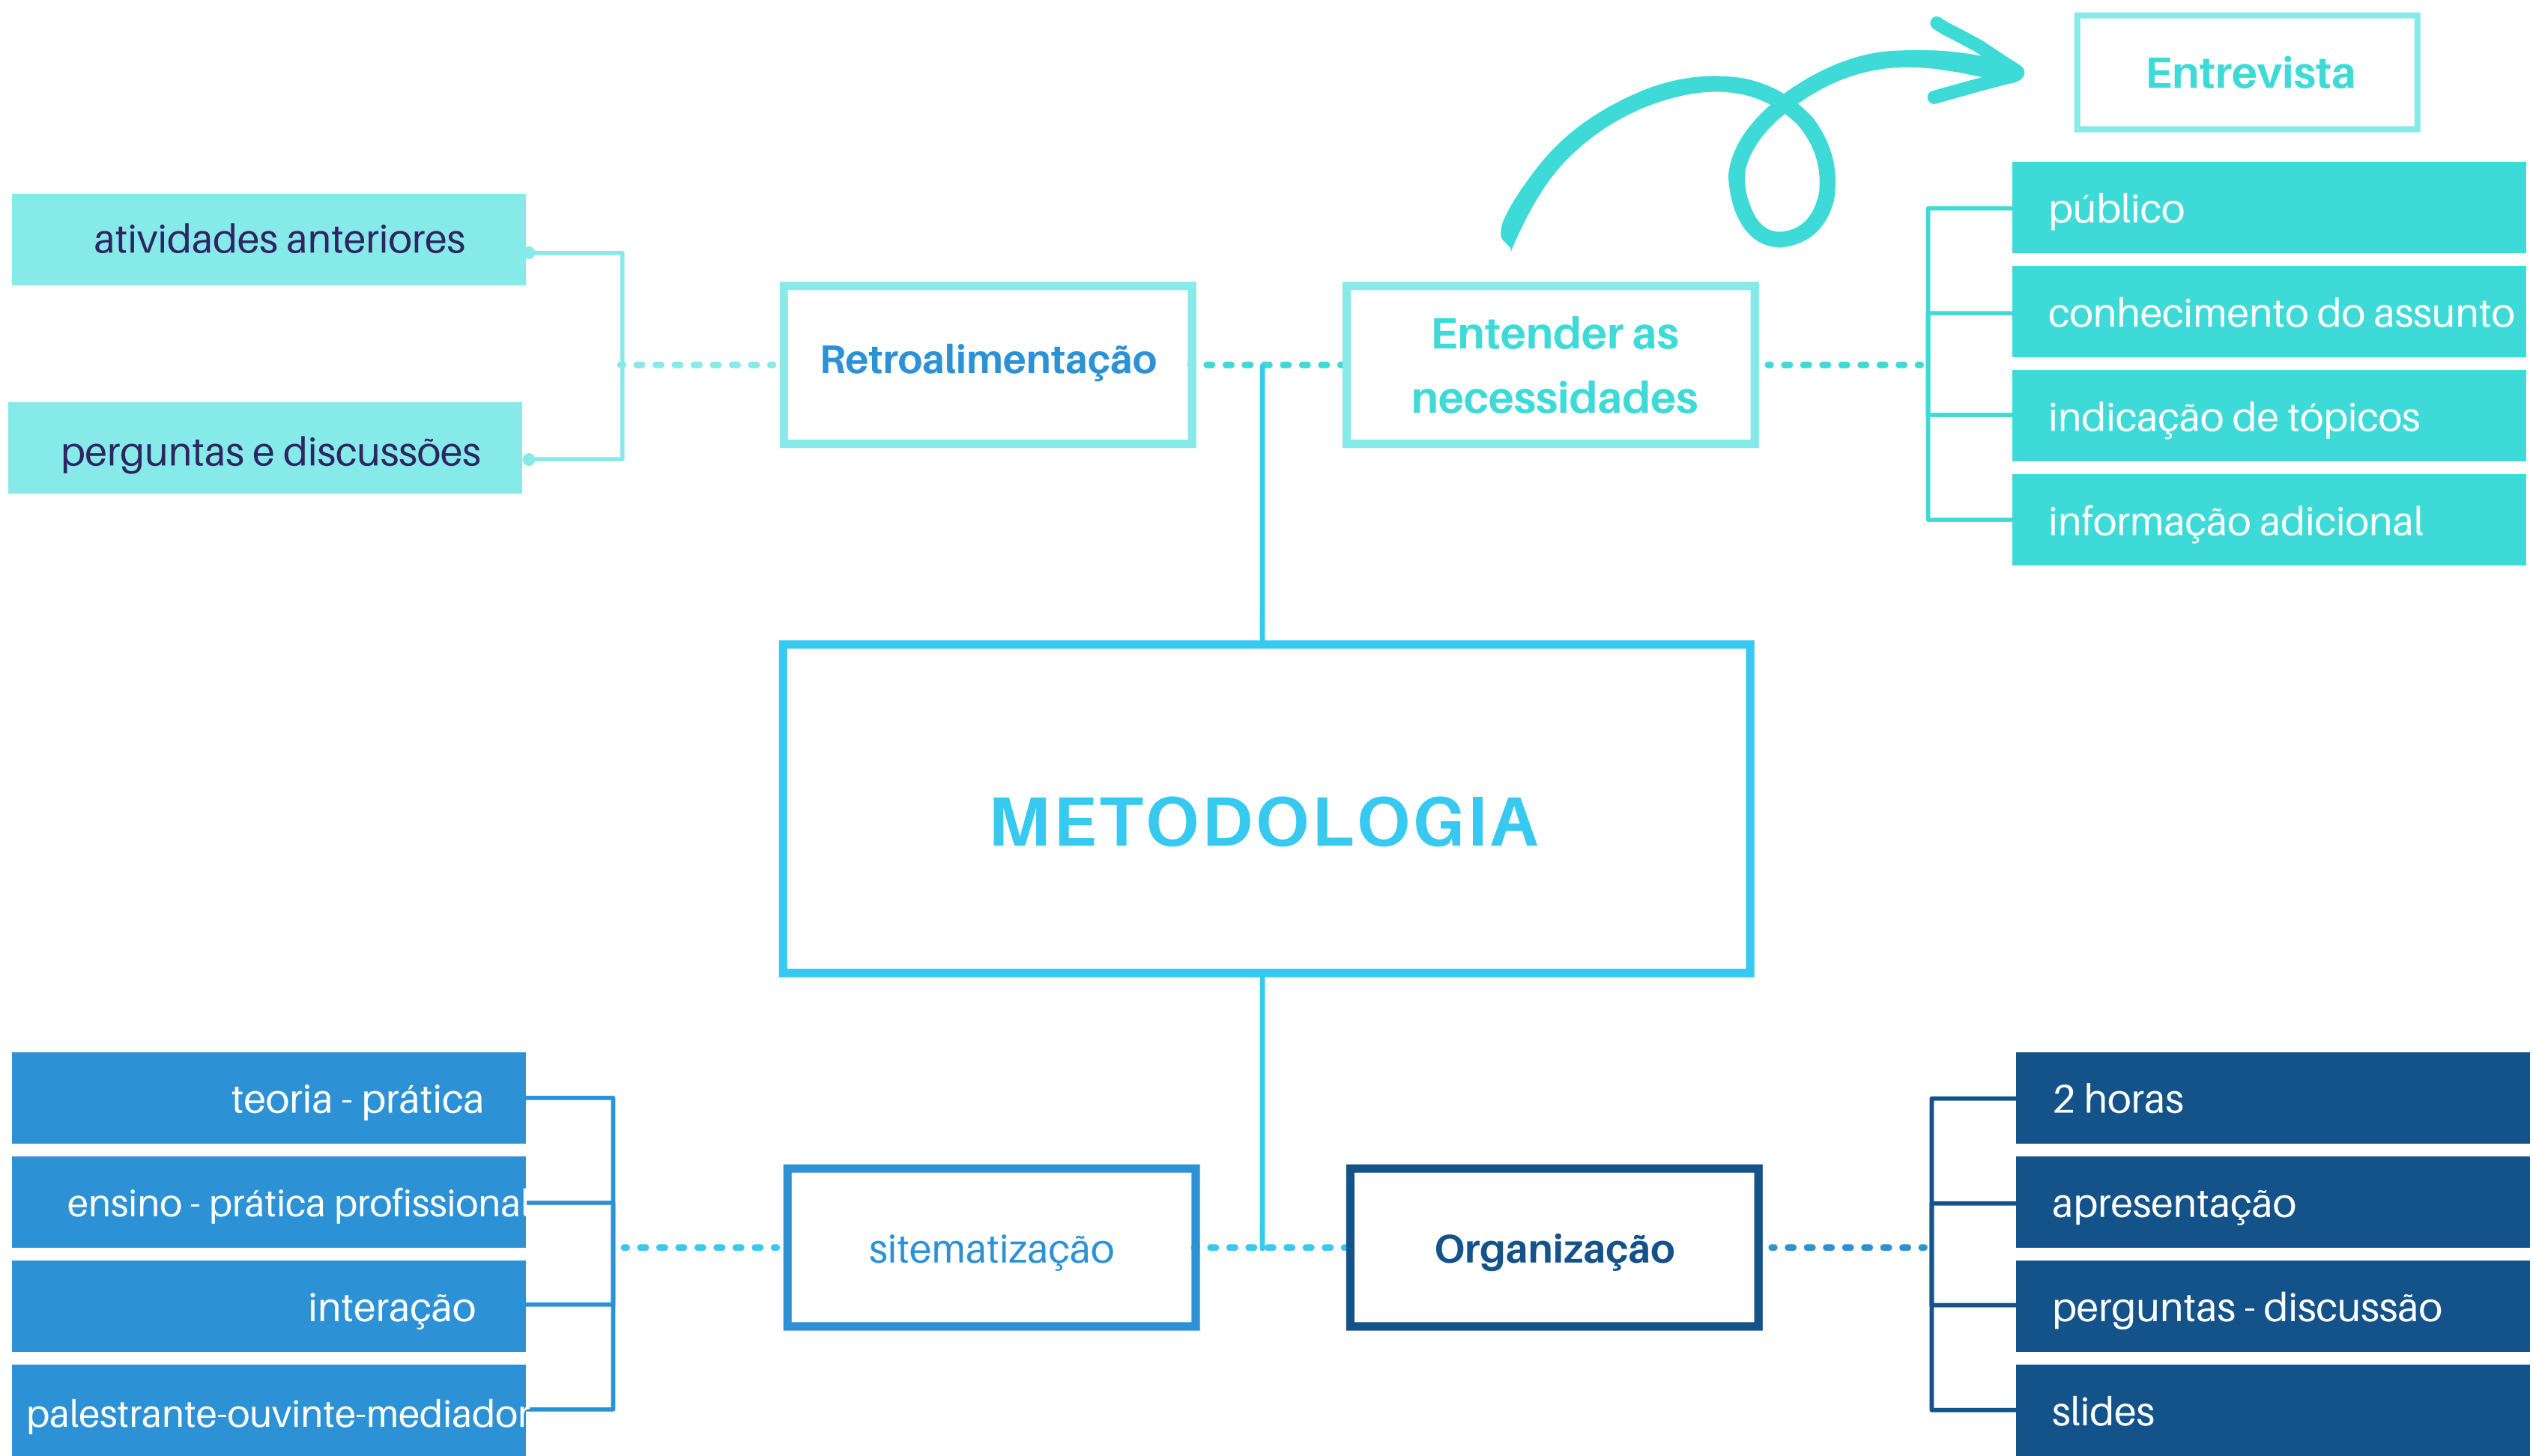 Entrevista
atividades anteriores
perguntas e discussões
Retroalimentação
Entender as
necessidades
público
conhecimento do assunto
indicação de tópicos
informação adicional
METODOLOGIA
teoria - prática
ensino - prática profissional
interação
palestrante-ouvinte-mediador
sitematização
Organização
2 horas
apresentação
perguntas - discussão
slides